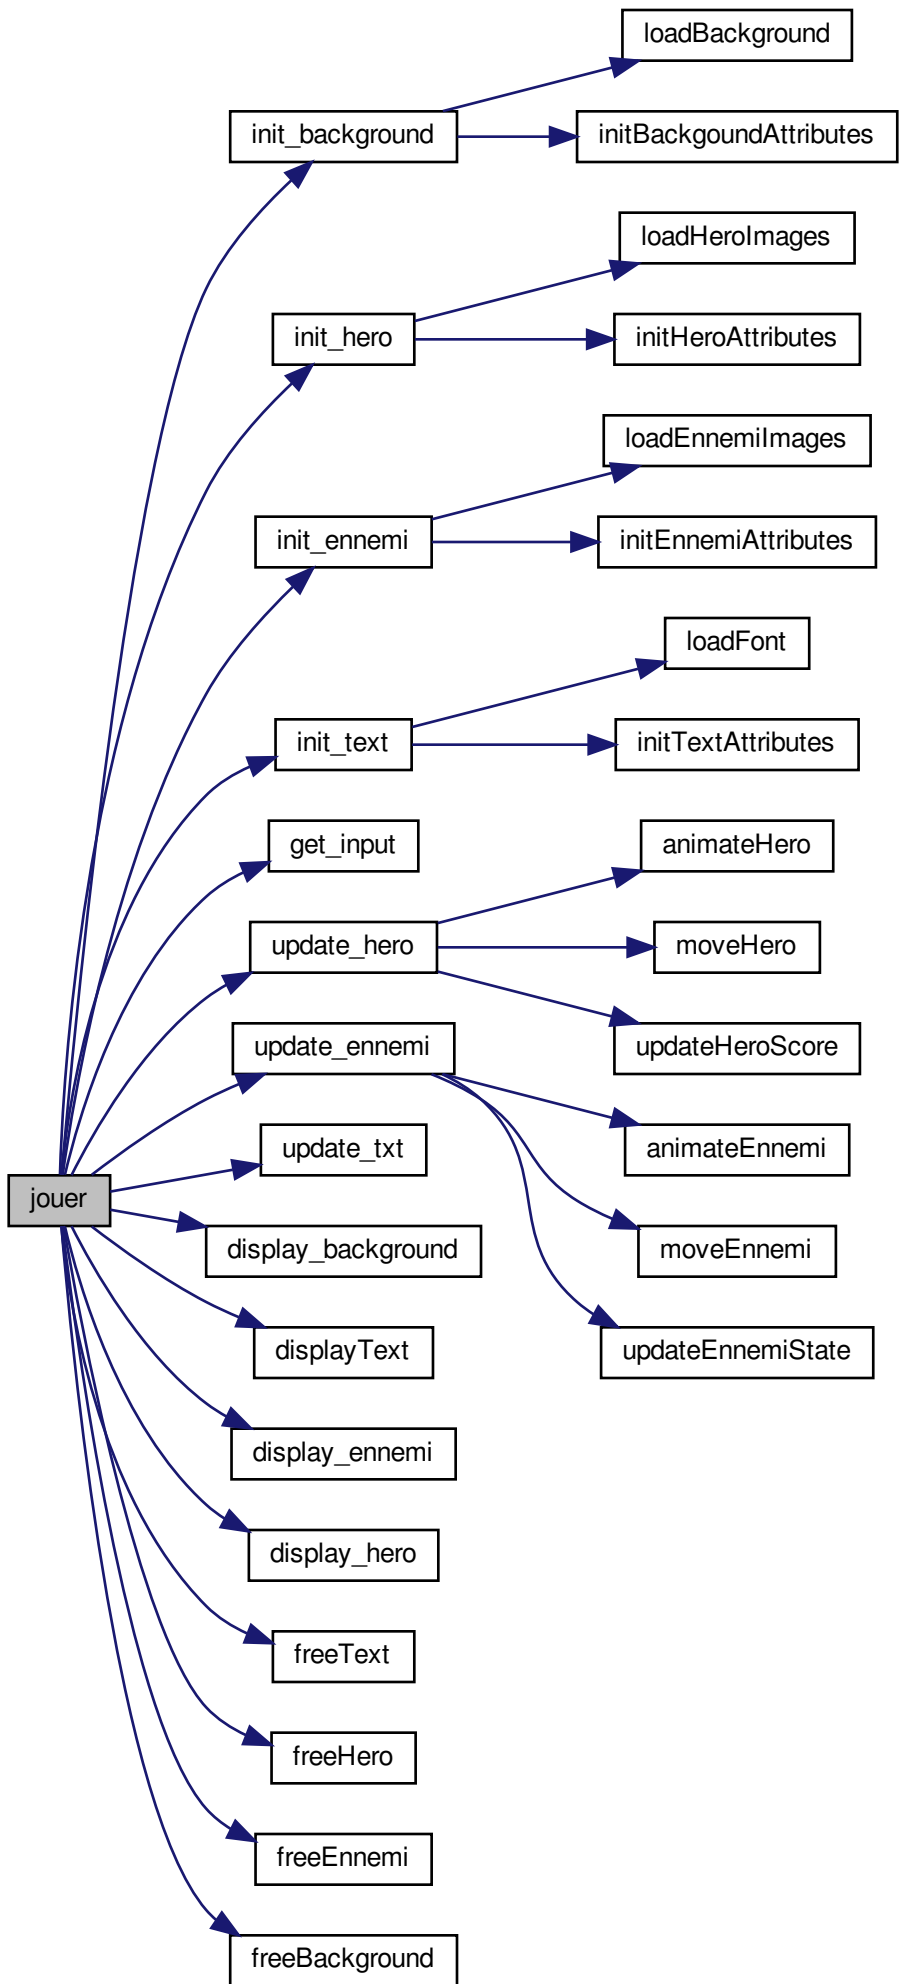 loadBackground
init_background
initBackgoundAttributes
loadHeroImages
init_hero
initHeroAttributes
loadEnnemiImages
init_ennemi
initEnnemiAttributes
loadFont
init_text
initTextAttributes
get_input
animateHero
update_hero
moveHero
update_ennemi
updateHeroScore
update_txt
animateEnnemi
jouer
display_background
moveEnnemi
displayText
updateEnnemiState
display_ennemi
display_hero
freeText
freeHero
freeEnnemi
freeBackground